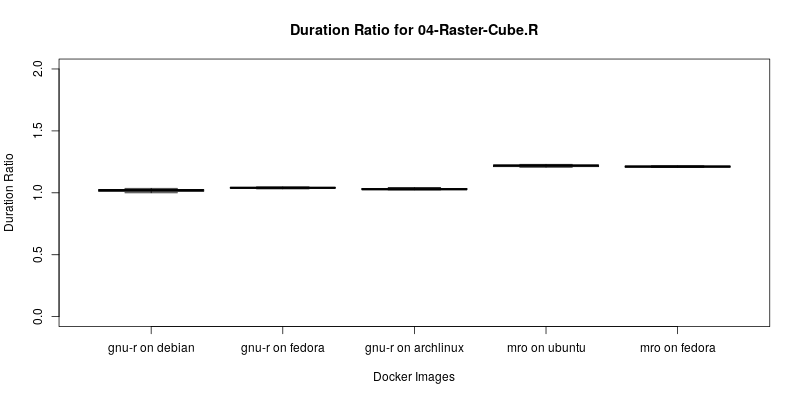 Duration Ratio for 04-Raster-Cube.R
Duration Ratio
2.0
1.5
1.0
0.5
0.0
gnu-r on debian
gnu-r on fedora
gnu-r on archlinux
mro on ubuntu
mro on fedora
Docker Images